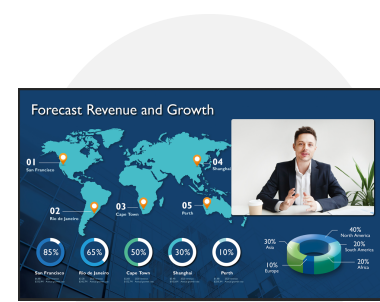 Forecast Revenue and Growth
01
San Francisco
02
Rio de Janeiro
03
Cape Town
04
Shanghai
05
Perth
85%
65%
50%
30%
10%
San Francisco
Rio de Janeiro
Cape Town
Shanghai
Perth
40%
North America
30%
Asia
20%
South America
10%
Europe
20%
Africa